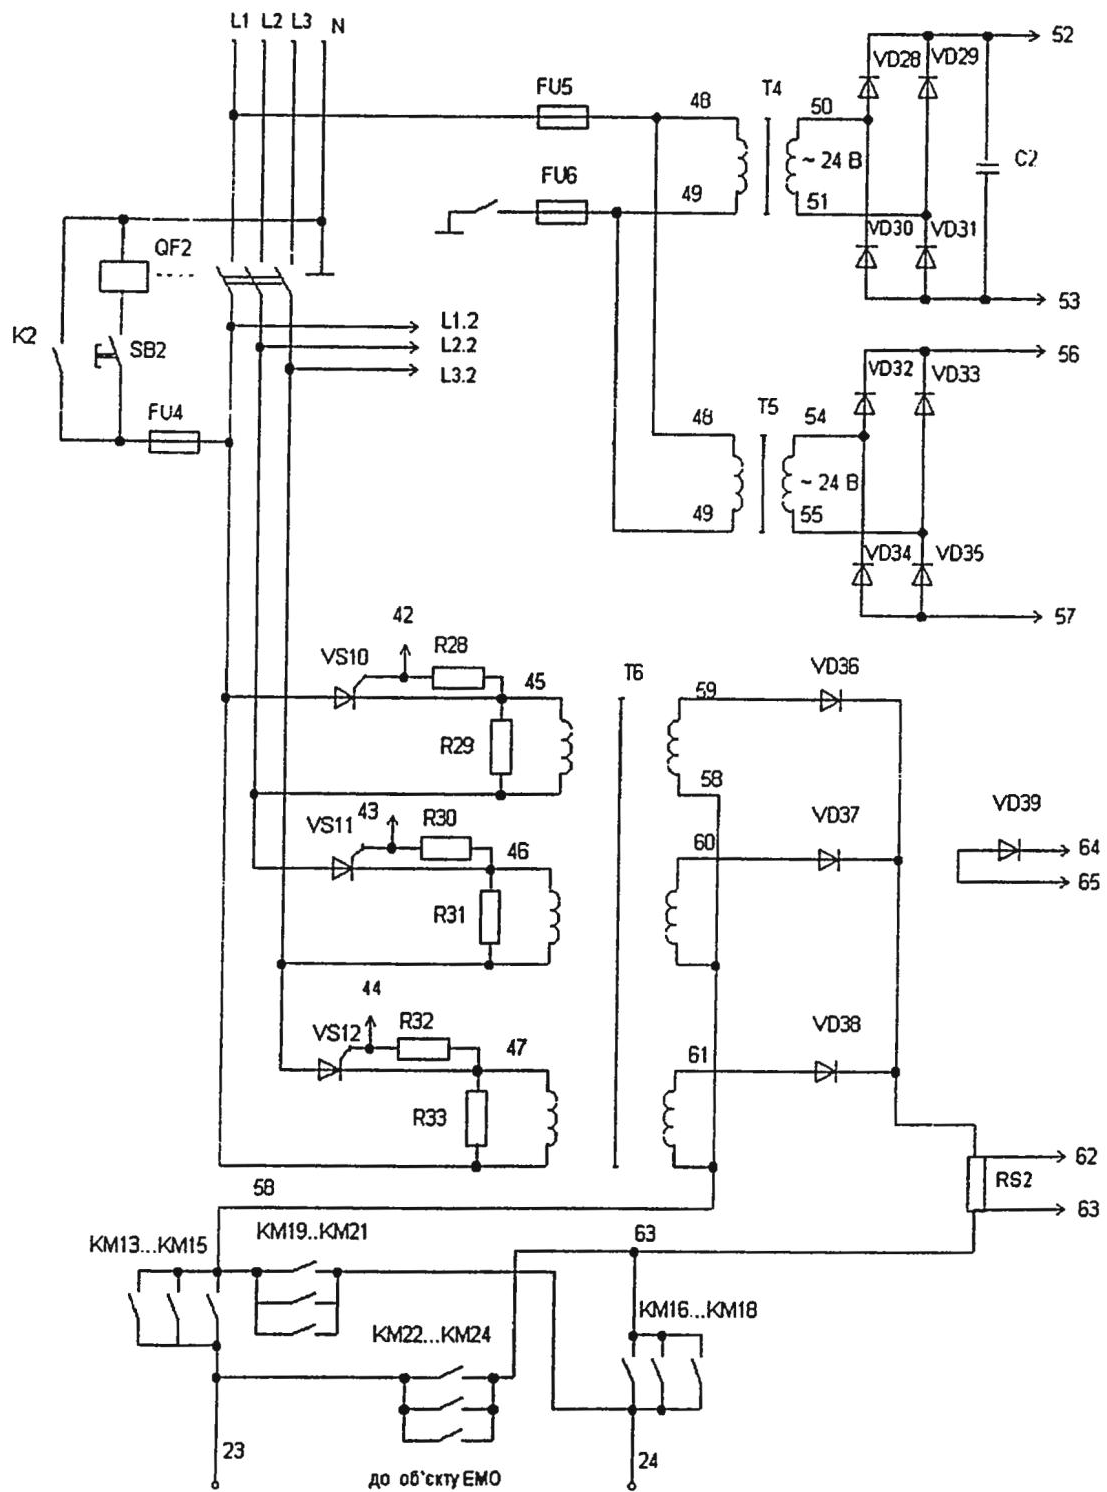 L1 L2 L3 N
52
VD28 VD29
FU5
48
T4
50
~ 24 В
C2
FU6
49
51
VD30 VD31
QF2
53
L1.2
K2
SB2
L2.2
56
L3.2
VD32 VD33
FU4
48
T5
54
~ 24 В
49
55
VD34 VD35
57
42
VS10
R28
45
T6
59
VD36
R29
58
43
VS11
R30
46
60
VD37
VD39
64
65
R31
44
VS12
R32
47
61
VD38
R33
62
RS2
58
63
KM13...KM15
KM19..KM21
63
KM16...KM18
KM22...KM24
23
24
до об'єкту ЕМО